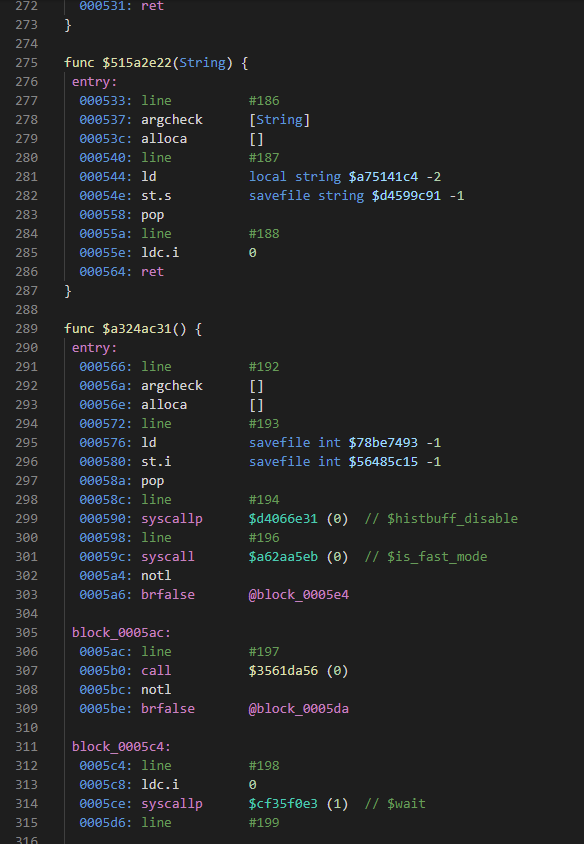 272 000531: ret
273 }
274
275 func $515a2e22(String) {
276 entry:
277 000533: line #186
278 000537: argcheck [String]
279 00053c: alloca []
280 000540: line #187
281 000544: ld local string $a75141c4 -2
282 00054e: st.s savefile string $d4599c91 -1
283 000558: pop
284 00055a: line #188
285 00055e: ldc.i 0
286 000564: ret
287 }
288
289 func $a324ac31() {
290 entry:
291 000566: line #192
292 00056a: argcheck []
293 00056e: alloca []
294 000572: line #193
295 000576: ld savefile int $78be7493 -1
296 000580: st.i savefile int $56485c15 -1
297 00058a: pop
298 00058c: line #194
299 000590: syscallp $d4066e31 (0) // $histbuff_disable
300 000598: line #196
301 00059c: syscall $a62aa5eb (0) // $is_fast_mode
302 0005a4: notl
303 0005a6: brfalse @block_0005e4
304
305 block_0005ac:
306 0005ac: line #197
307 0005b0: call $3561da56 (0)
308 0005bc: notl
309 0005be: brfalse @block_0005da
310
311 block_0005c4:
312 0005c4: line #198
313 0005c8: ldc.i 0
314 0005ce: syscallp $cf35f0e3 (1) // $wait
315 0005d6: line #199
316